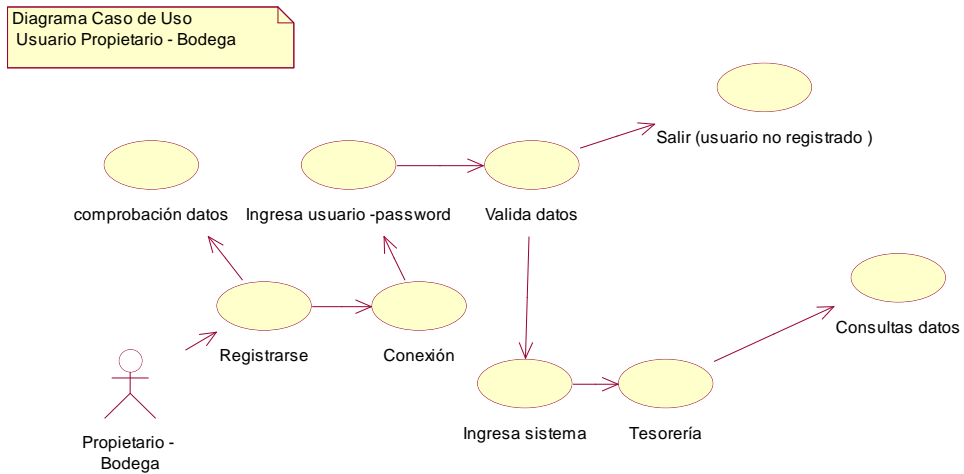 Diagrama Caso de Uso
Usuario Propietario - Bodega
Salir (usuario no registrado )
comprobación datos
Ingresa usuario -password
Valida datos
Consultas datos
Registrarse
Conexión
Propietario -
Bodega
Ingresa sistema
Tesorería